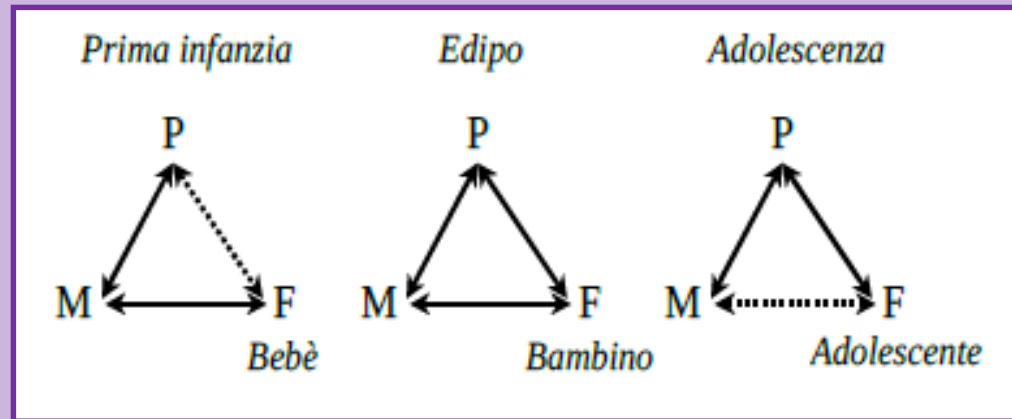 Prima infanzia Edipo Adolescenza
P P P
M F M F M F
Bebè Bambino Adolescente